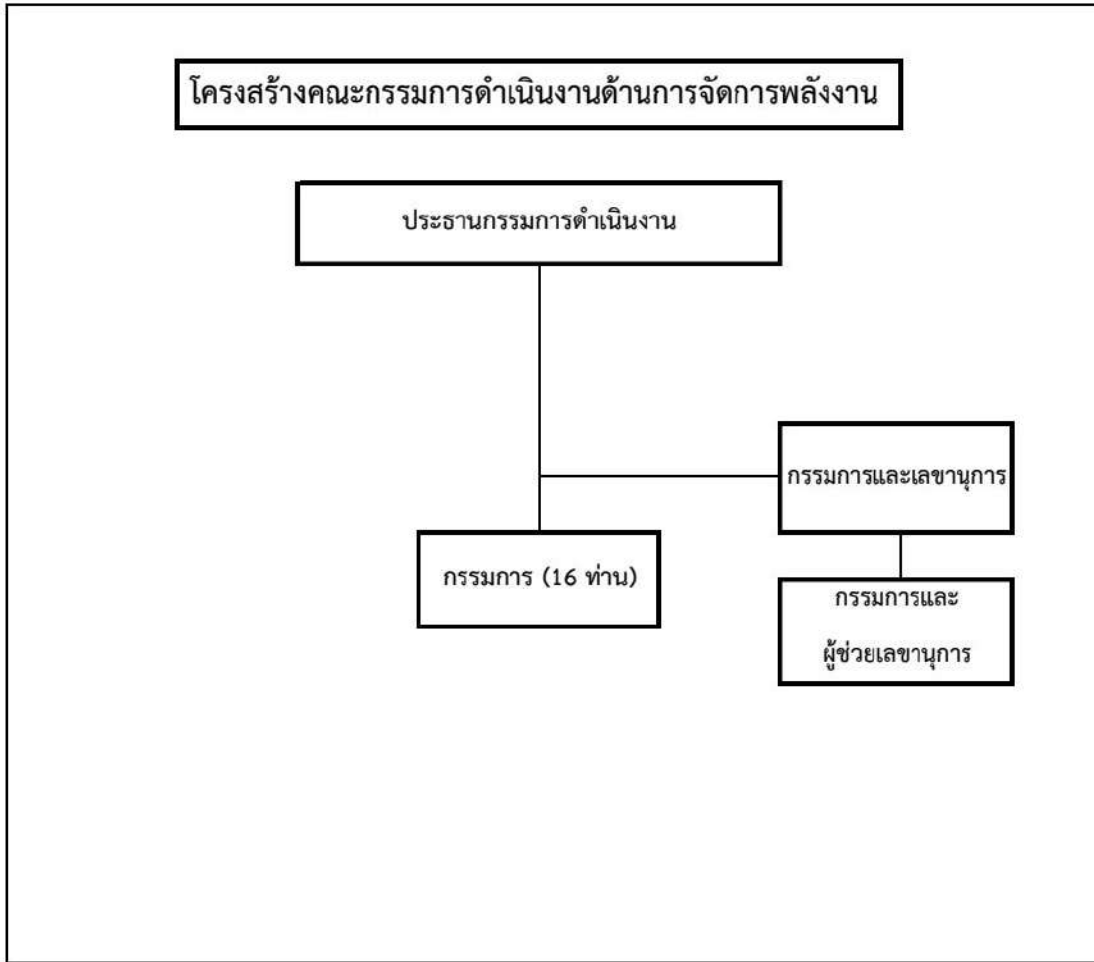 โครงสร้างคณะกรรมการดำเนินงานด้านการจัดการพลังงาน
ประธานกรรมการดำเนินงาน
กรรมการและเลขานุการ
กรรมการ (16 ท่าน)
กรรมการและ
ผู้ช่วยเลขานุการ